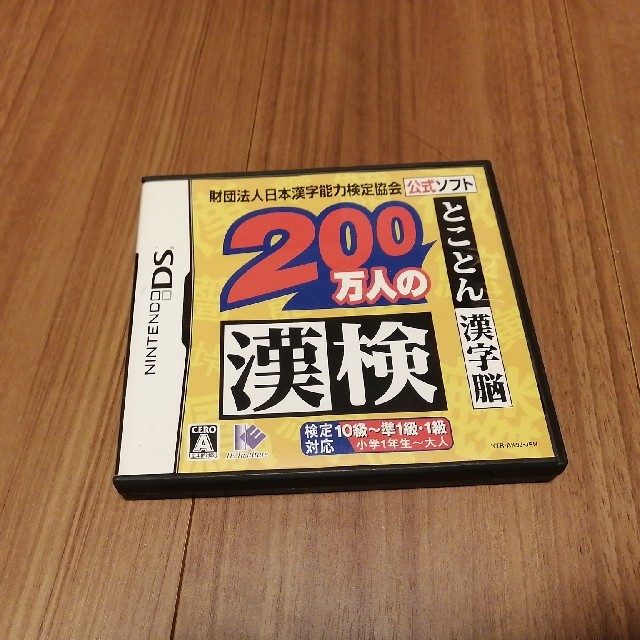 財団法人日本漢字能力検定協会 公式ソフト
200
万人の
漢検
とことん
漢字脳
検定 10級～準1級・1級
対応 小学1年生～大人
NINTENDO DS
CERO
A